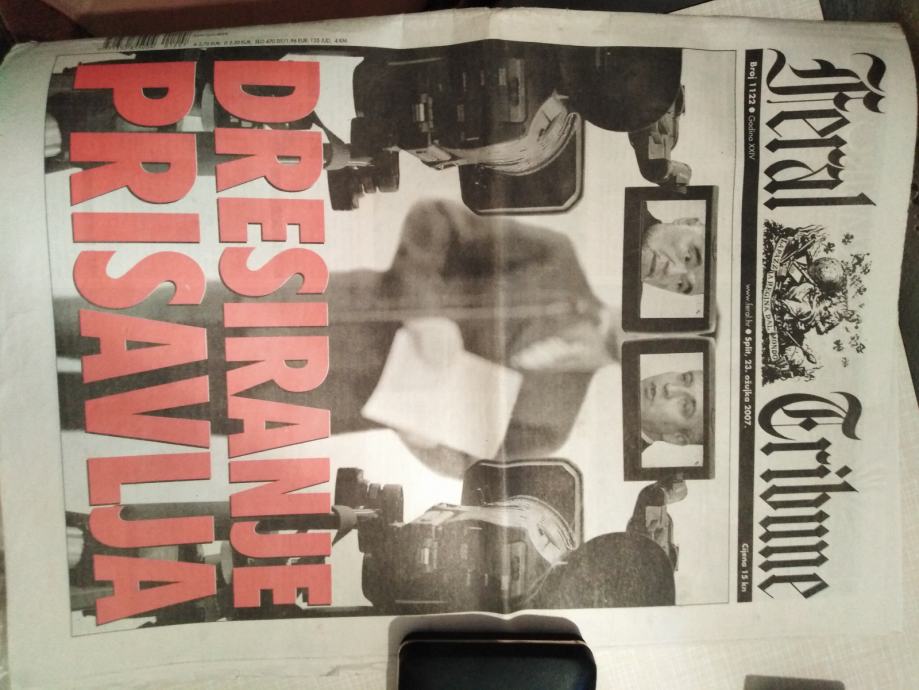 Feral Tribune
Broj 1122 ● Godina XXIV
www.feral.hr ● Split, 23. ožujka 2007.
Cijena 15 kn
DRESIRANJE
PRISAVLJA